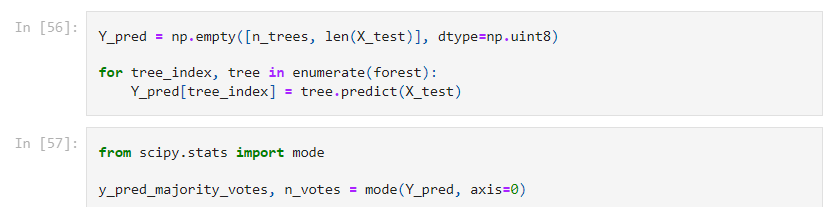 In [56]:
Y_pred = np.empty([n_trees, len(X_test)], dtype=np.uint8)
for tree_index, tree in enumerate(forest):
    Y_pred[tree_index] = tree.predict(X_test)
In [57]:
from scipy.stats import mode
y_pred_majority_votes, n_votes = mode(Y_pred, axis=0)